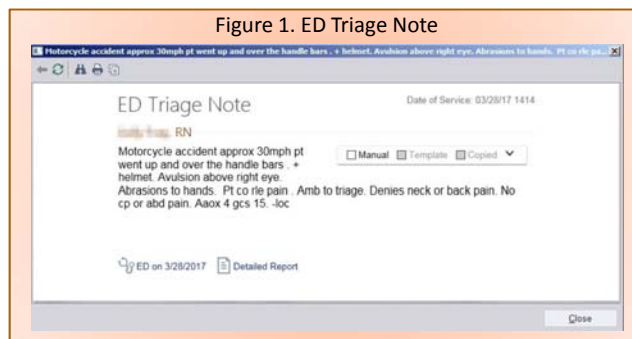 Figure 1. ED Triage Note
Motorcycle accident approx 30mph pt went up and over the handle bars . + helmet. Avulsion above right eye. Abrasions to hands. Pt co rle pa...
ED Triage Note
Date of Service: 03/28/17 1414
RN
Motorcycle accident approx 30mph pt
went up and over the handle bars . +
helmet. Avulsion above right eye.
Manual Template Copied
Abrasions to hands. Pt co rle pain . Amb to triage. Denies neck or back pain. No
cp or abd pain. Aaox 4 gcs 15. -loc
ED on 3/28/2017 Detailed Report
Close